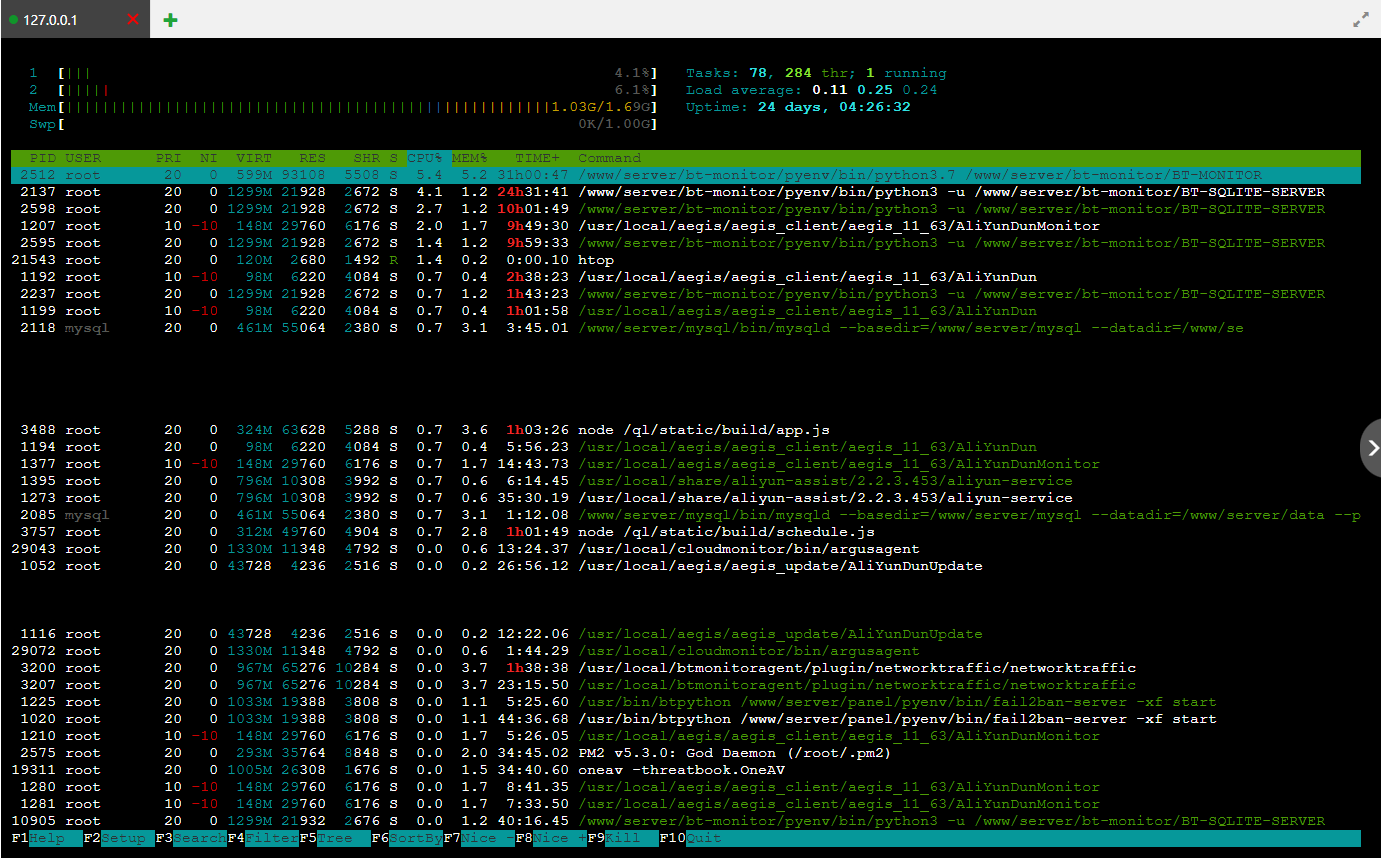 127.0.0.1
1 [||| 4.1%] Tasks: 78, 284 thr; 1 running
2 [||||| 6.1%] Load average: 0.11 0.25 0.24
Mem[||||||||||||||||||||||||||||||||||||||||||||||||||||||1.03G/1.69G] Uptime: 24 days, 04:26:32
Swp[ 0K/1.00G]
PID USER PRI NI VIRT RES SHR S CPU% MEM% TIME+ Command
2512 root 20 0 599M 93108 5508 S 5.4 5.2 31h00:47 /www/server/bt-monitor/pyenv/bin/python3.7 /www/server/bt-monitor/BT-MONITOR
2137 root 20 0 1299M 21928 2672 S 4.1 1.2 24h31:41 /www/server/bt-monitor/pyenv/bin/python3 -u /www/server/bt-monitor/BT-SQLITE-SERVER
2598 root 20 0 1299M 21928 2672 S 2.7 1.2 10h01:49 /www/server/bt-monitor/pyenv/bin/python3 -u /www/server/bt-monitor/BT-SQLITE-SERVER
1207 root 10 -10 148M 29760 6176 S 2.0 1.7 9h49:30 /usr/local/aegis/aegis_client/aegis_11_63/AliYunDunMonitor
2595 root 20 0 1299M 21928 2672 S 1.4 1.2 9h59:33 /www/server/bt-monitor/pyenv/bin/python3 -u /www/server/bt-monitor/BT-SQLITE-SERVER
21543 root 20 0 120M 2680 1492 R 1.4 0.2 0:00.10 htop
1192 root 10 -10 98M 6220 4084 S 0.7 0.4 2h38:23 /usr/local/aegis/aegis_client/aegis_11_63/AliYunDun
2237 root 20 0 1299M 21928 2672 S 0.7 1.2 1h43:23 /www/server/bt-monitor/pyenv/bin/python3 -u /www/server/bt-monitor/BT-SQLITE-SERVER
1199 root 10 -10 98M 6220 4084 S 0.7 0.4 1h01:58 /usr/local/aegis/aegis_client/aegis_11_63/AliYunDun
2118 mysql 20 0 461M 55064 2380 S 0.7 3.1 3:45.01 /www/server/mysql/bin/mysqld --basedir=/www/server/mysql --datadir=/www/se
3488 root 20 0 324M 63628 5288 S 0.7 3.6 1h03:26 node /ql/static/build/app.js
1194 root 20 0 98M 6220 4084 S 0.7 0.4 5:56.23 /usr/local/aegis/aegis_client/aegis_11_63/AliYunDun
1377 root 10 -10 148M 29760 6176 S 0.7 1.7 14:43.73 /usr/local/aegis/aegis_client/aegis_11_63/AliYunDunMonitor
1395 root 20 0 796M 10308 3992 S 0.7 0.6 6:14.45 /usr/local/share/aliyun-assist/2.2.3.453/aliyun-service
1273 root 20 0 796M 10308 3992 S 0.7 0.6 35:30.19 /usr/local/share/aliyun-assist/2.2.3.453/aliyun-service
2085 mysql 20 0 461M 55064 2380 S 0.7 3.1 1:12.08 /www/server/mysql/bin/mysqld --basedir=/www/server/mysql --datadir=/www/server/data --p
3757 root 20 0 312M 49760 4904 S 0.7 2.8 1h01:49 node /ql/static/build/schedule.js
29043 root 20 0 1330M 11348 4792 S 0.0 0.6 13:24.37 /usr/local/cloudmonitor/bin/argusagent
1052 root 20 0 43728 4236 2516 S 0.0 0.2 26:56.12 /usr/local/aegis/aegis_update/AliYunDunUpdate
1116 root 20 0 43728 4236 2516 S 0.0 0.2 12:22.06 /usr/local/aegis/aegis_update/AliYunDunUpdate
29072 root 20 0 1330M 11348 4792 S 0.0 0.6 1:44.29 /usr/local/cloudmonitor/bin/argusagent
3200 root 20 0 967M 65276 10284 S 0.0 3.7 1h38:38 /usr/local/btmonitoragent/plugin/networktraffic/networktraffic
3207 root 20 0 967M 65276 10284 S 0.0 3.7 23:15.50 /usr/local/btmonitoragent/plugin/networktraffic/networktraffic
1225 root 20 0 1033M 19388 3808 S 0.0 1.1 5:25.60 /usr/bin/btpython /www/server/panel/pyenv/bin/fail2ban-server -xf start
1020 root 20 0 1033M 19388 3808 S 0.0 1.1 44:36.68 /usr/bin/btpython /www/server/panel/pyenv/bin/fail2ban-server -xf start
1210 root 10 -10 148M 29760 6176 S 0.0 1.7 5:26.05 /usr/local/aegis/aegis_client/aegis_11_63/AliYunDunMonitor
2575 root 20 0 293M 35764 8848 S 0.0 2.0 34:45.02 PM2 v5.3.0: God Daemon (/root/.pm2)
19311 root 20 0 1005M 26308 1676 S 0.0 1.5 34:40.60 oneav -threatbook.OneAV
1280 root 10 -10 148M 29760 6176 S 0.0 1.7 8:41.35 /usr/local/aegis/aegis_client/aegis_11_63/AliYunDunMonitor
1281 root 10 -10 148M 29760 6176 S 0.0 1.7 7:33.50 /usr/local/aegis/aegis_client/aegis_11_63/AliYunDunMonitor
10905 root 20 0 1299M 21932 2676 S 0.0 1.2 40:16.45 /www/server/bt-monitor/pyenv/bin/python3 -u /www/server/bt-monitor/BT-SQLITE-SERVER
F1Help F2Setup F3SearchF4FilterF5Tree F6SortByF7Nice -F8Nice +F9Kill F10Quit